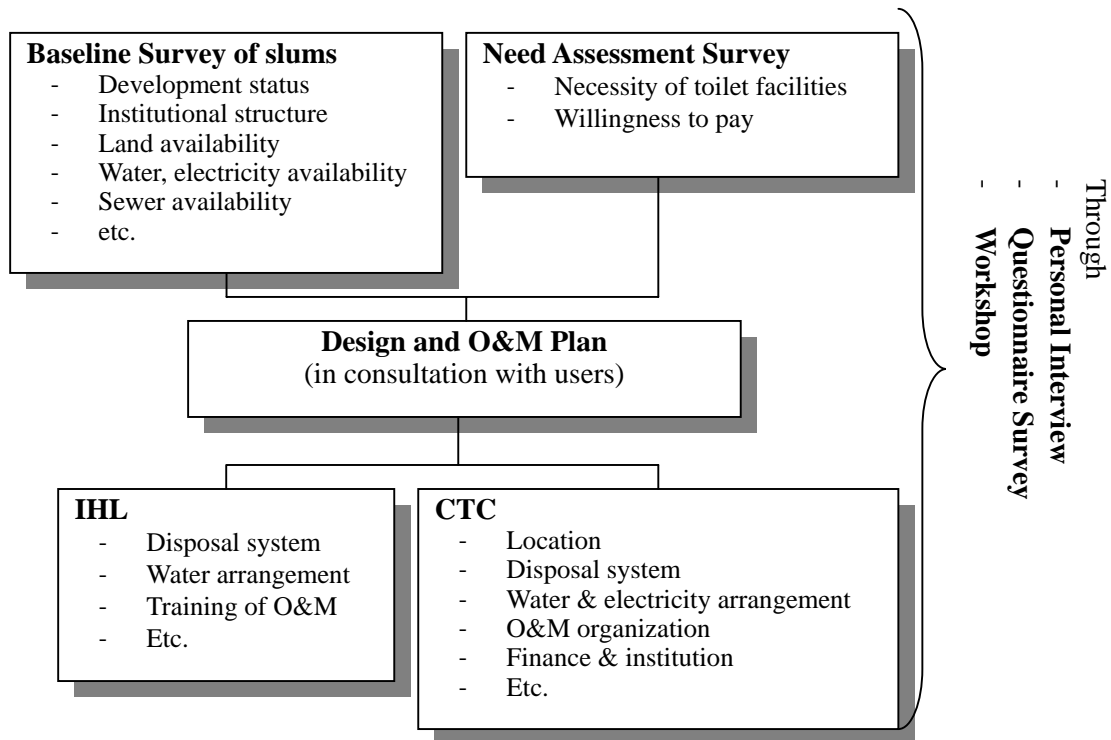 Baseline Survey of slums
- Development status
- Institutional structure
- Land availability
- Water, electricity availability
- Sewer availability
- etc.
Need Assessment Survey
- Necessity of toilet facilities
- Willingness to pay
Design and O&M Plan
(in consultation with users)
IHL
- Disposal system
- Water arrangement
- Training of O&M
- Etc.
CTC
- Location
- Disposal system
- Water & electricity arrangement
- O&M organization
- Finance & institution
- Etc.
Through
- Personal Interview
- Questionnaire Survey
- Workshop